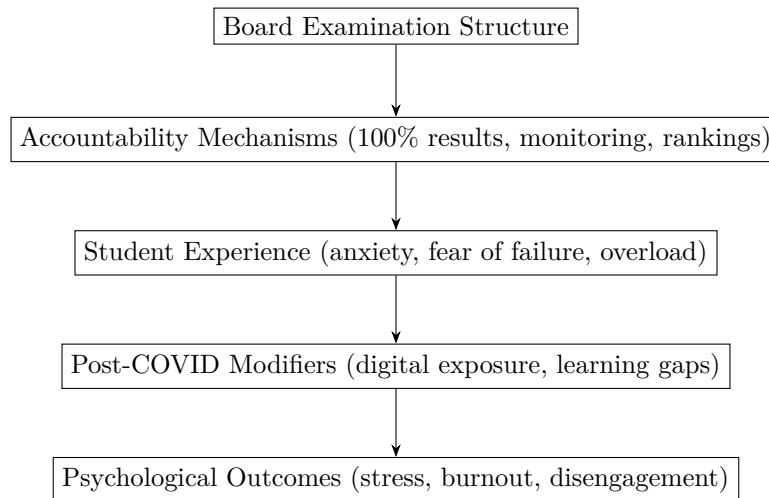 Board Examination Structure
Accountability Mechanisms (100% results, monitoring, rankings)
Student Experience (anxiety, fear of failure, overload)
Post-COVID Modifiers (digital exposure, learning gaps)
Psychological Outcomes (stress, burnout, disengagement)